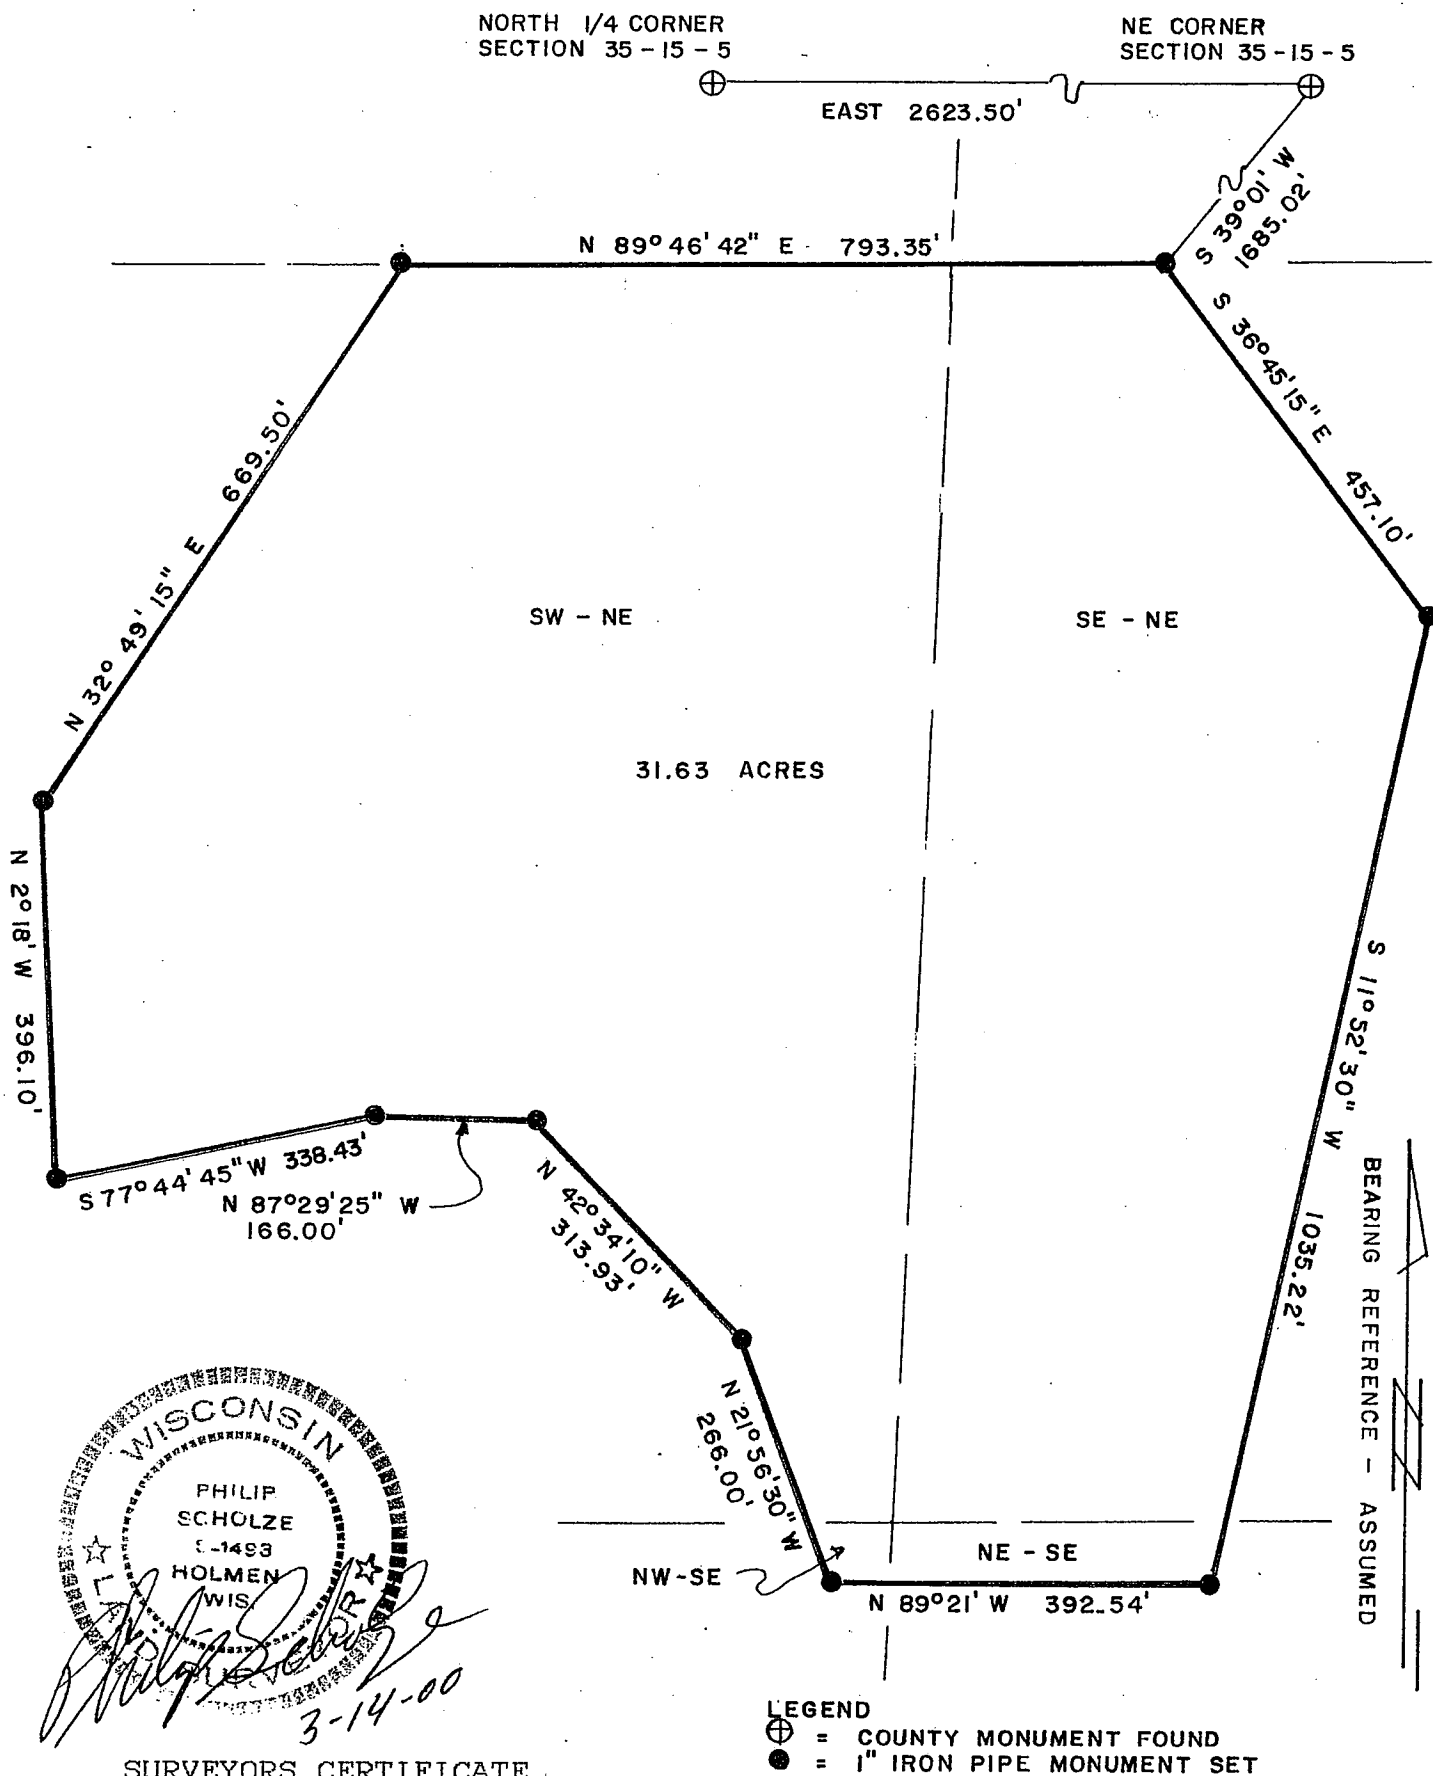 NORTH 1/4 CORNER
SECTION 35-15-5
NE CORNER
SECTION 35-15-5
EAST 2623.50'
S 39°01' W
1685.02'
N 89°46'42" E 793.35'
S 36°45'15" E 457.10'
N 32°49'15" E 669.50'
SW - NE
SE - NE
31.63 ACRES
N 2°18' W 396.10'
S 11°52'30" W 1035.22'
S 77°44'45" W 338.43'
N 87°29'25" W
166.00'
N 42°34'10" W
313.93'
N 21°56'30" W
266.00'
BEARING REFERENCE - ASSUMED
NW-SE
NE - SE
N 89°21' W 392.54'
WISCONSIN
PHILIP
SCHOLZE
S-1493
HOLMEN
WIS.
3-14-00
LEGEND
⊕ = COUNTY MONUMENT FOUND
● = 1" IRON PIPE MONUMENT SET
SURVEYORS CERTIFICATE